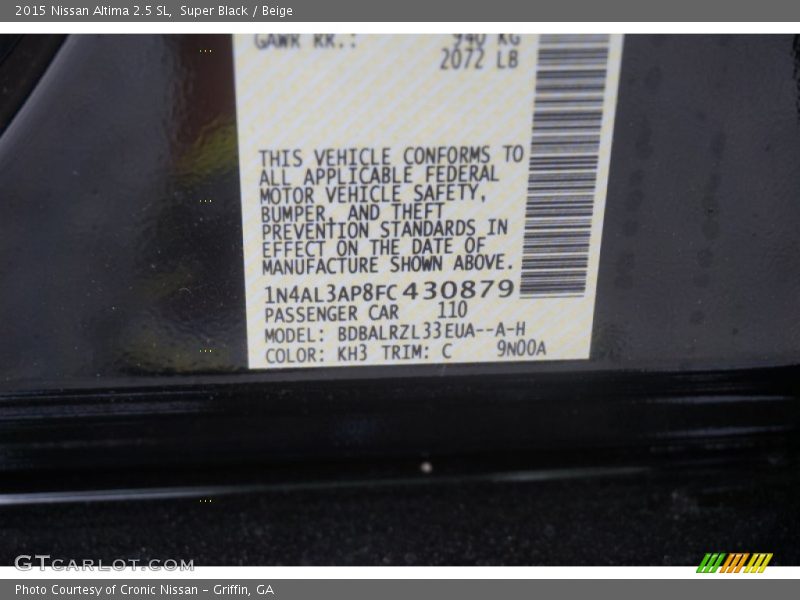 2015 Nissan Altima 2.5 SL, Super Black / Beige
GAWR RR.: 940 KG
2072 LB
THIS VEHICLE CONFORMS TO
ALL APPLICABLE FEDERAL
MOTOR VEHICLE SAFETY,
BUMPER, AND THEFT
PREVENTION STANDARDS IN
EFFECT ON THE DATE OF
MANUFACTURE SHOWN ABOVE.
1N4AL3AP8FC430879
PASSENGER CAR 110
MODEL: BDBALRZL33EUA--A-H
COLOR: KH3 TRIM: C 9N00A
GTCARLOT.COM
Photo Courtesy of Cronic Nissan - Griffin, GA